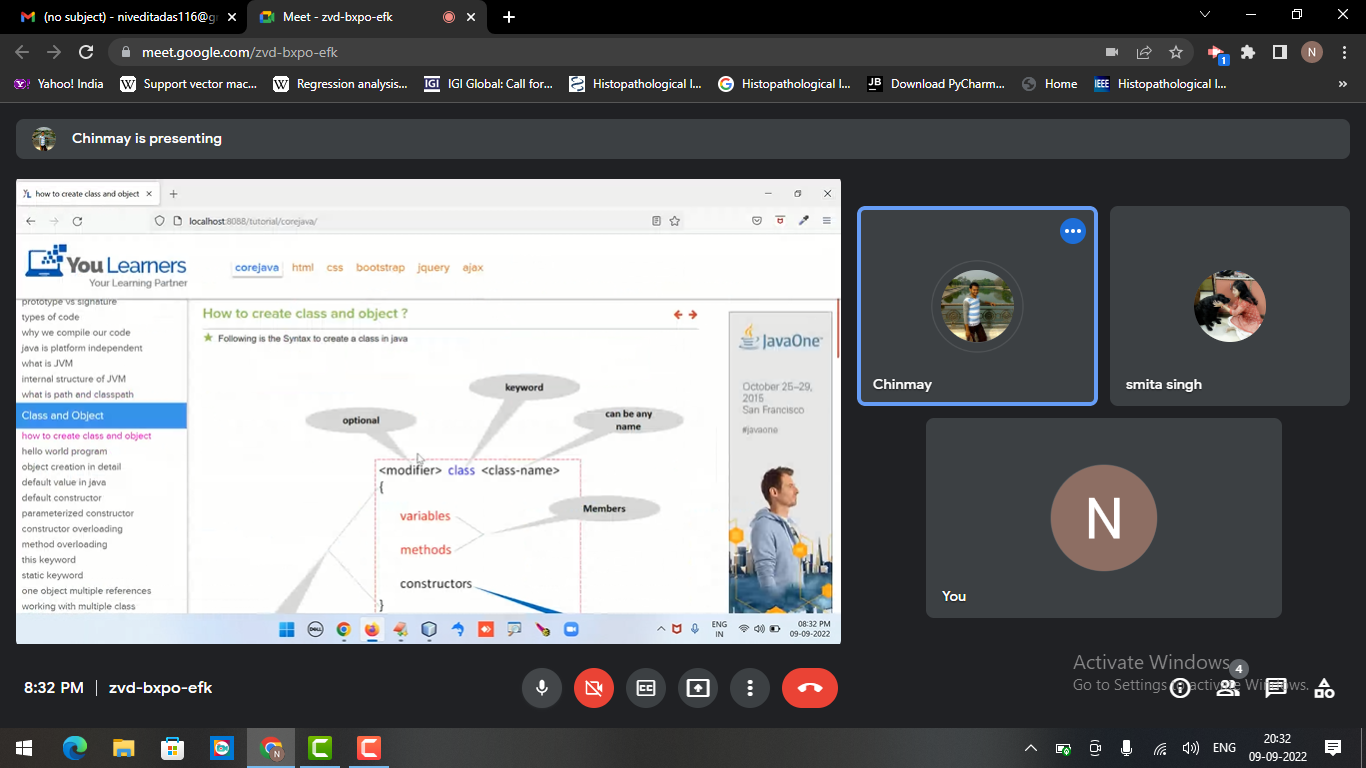 (no subject) - niveditadas116@g
Meet - zvd-bxpo-efk
meet.google.com/zvd-bxpo-efk
1
N
Yahoo! India
W Support vector mac...
W Regression analysis...
IGI IGI Global: Call for...
Histopathological I...
Histopathological I...
JB Download PyCharm...
Home
IEEE Histopathological I...
»
Chinmay is presenting
YL how to create class and object
localhost:8088/tutorial/corejava/
You Learners
Your Learning Partner
corejava html css bootstrap jquery ajax
prototype vs signature
types of code
why we compile our code
java is platform independent
what is JVM
internal structure of JVM
what is path and classpath
Class and Object
how to create class and object
hello world program
object creation in detail
default value in java
default constructor
parameterized constructor
constructor overloading
method overloading
this keyword
static keyword
one object multiple references
working with multiple class
How to create class and object ?
Following is the Syntax to create a class in java
keyword
optional
can be any
name
<modifier> class <class-name>
{
Members
variables
methods
constructors
}
JavaOne™
October 25–29,
2015
San Francisco
#javaone
DELL
ENG
IN
08:32 PM
09-09-2022
Chinmay
smita singh
N
You
8:32 PM | zvd-bxpo-efk
CC
Activate Windows
Go to Settings to activate Windows.
4
N
C
C
ENG
20:32
09-09-2022